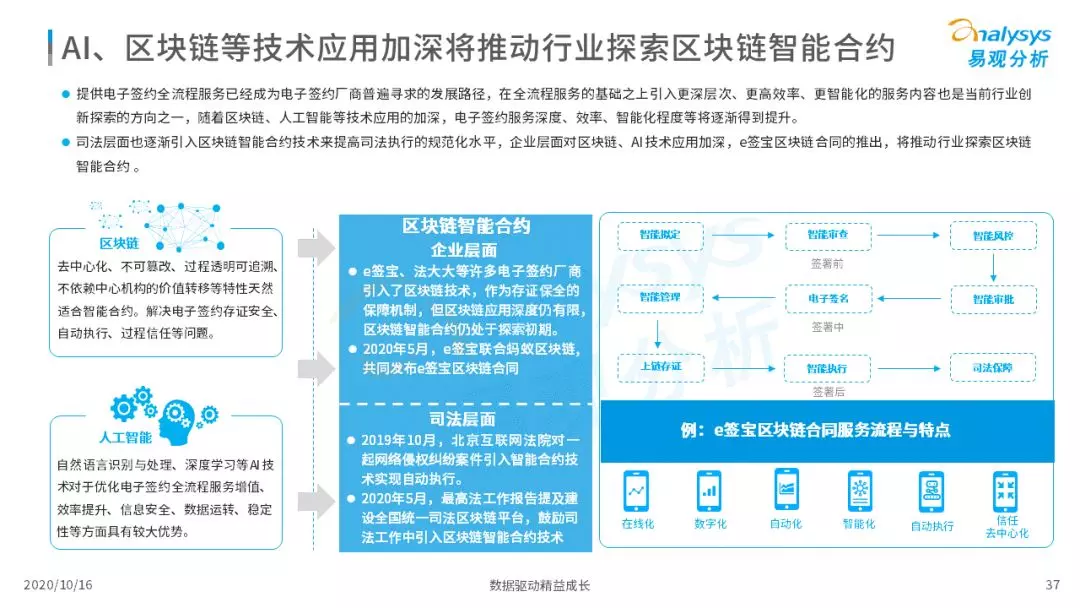 AI、区块链等技术应用加深将推动行业探索区块链智能合约
analysys
易观分析
提供电子签约全流程服务已经成为电子签约厂商普遍寻求的发展路径，在全流程服务的基础之上引入更深层次、更高效率、更智能化的服务内容也是当前行业创
新探索的方向之一，随着区块链、人工智能等技术应用的加深，电子签约服务深度、效率、智能化程度等将逐渐得到提升。
司法层面也逐渐引入区块链智能合约技术来提高司法执行的规范化水平，企业层面对区块链、AI技术应用加深，e签宝区块链合同的推出，将推动行业探索区块链
智能合约 。
区块链
去中心化、不可篡改、过程透明可追溯、
不依赖中心机构的价值转移等特性天然
适合智能合约。解决电子签约存证安全、
自动执行、过程信任等问题。
人工智能
自然语言识别与处理、深度学习等AI技
术对于优化电子签约全流程服务增值、
效率提升、信息安全、数据运转、稳定
性等方面具有较大优势。
区块链智能合约
企业层面
e签宝、法大大等许多电子签约厂商
引入了区块链技术，作为存证保全的
保障机制，但区块链应用深度仍有限，
区块链智能合约仍处于探索初期。
2020年5月，e签宝联合蚂蚁区块链，
共同发布e签宝区块链合同
司法层面
2019年10月，北京互联网法院对一
起网络侵权纠纷案件引入智能合约技
术实现自动执行。
2020年5月，最高法工作报告提及建
设全国统一司法区块链平台，鼓励司
法工作中引入区块链智能合约技术
智能拟定
智能审查
智能风控
签署前
智能管理
电子签名
智能审批
签署中
上链存证
智能执行
司法保障
签署后
例：e签宝区块链合同服务流程与特点
在线化
数字化
自动化
智能化
自动执行
信任
去中心化
2020/10/16
数据驱动精益成长
37